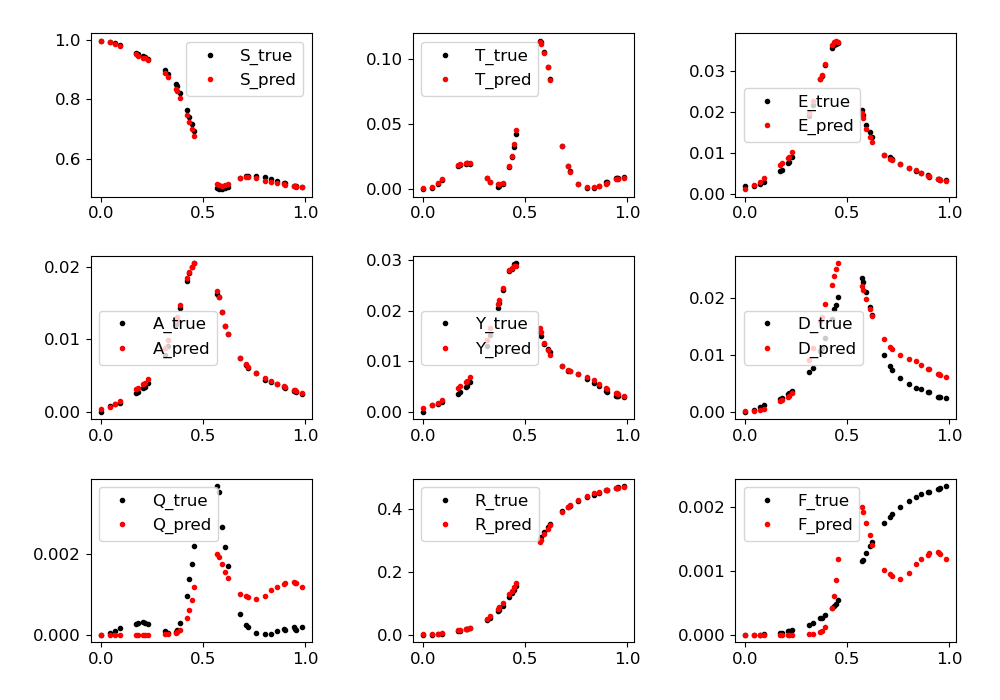 1.0
0.8
0.6
S_true
S_pred
0.0 0.5 1.0
0.10
0.05
0.00
T_true
T_pred
0.0 0.5 1.0
0.03
0.02
0.01
0.00
E_true
E_pred
0.0 0.5 1.0
0.02
0.01
0.00
A_true
A_pred
0.0 0.5 1.0
0.03
0.02
0.01
0.00
Y_true
Y_pred
0.0 0.5 1.0
0.02
0.01
0.00
D_true
D_pred
0.0 0.5 1.0
0.002
0.000
Q_true
Q_pred
0.0 0.5 1.0
0.4
0.2
0.0
R_true
R_pred
0.0 0.5 1.0
0.002
0.001
0.000
F_true
F_pred
0.0 0.5 1.0